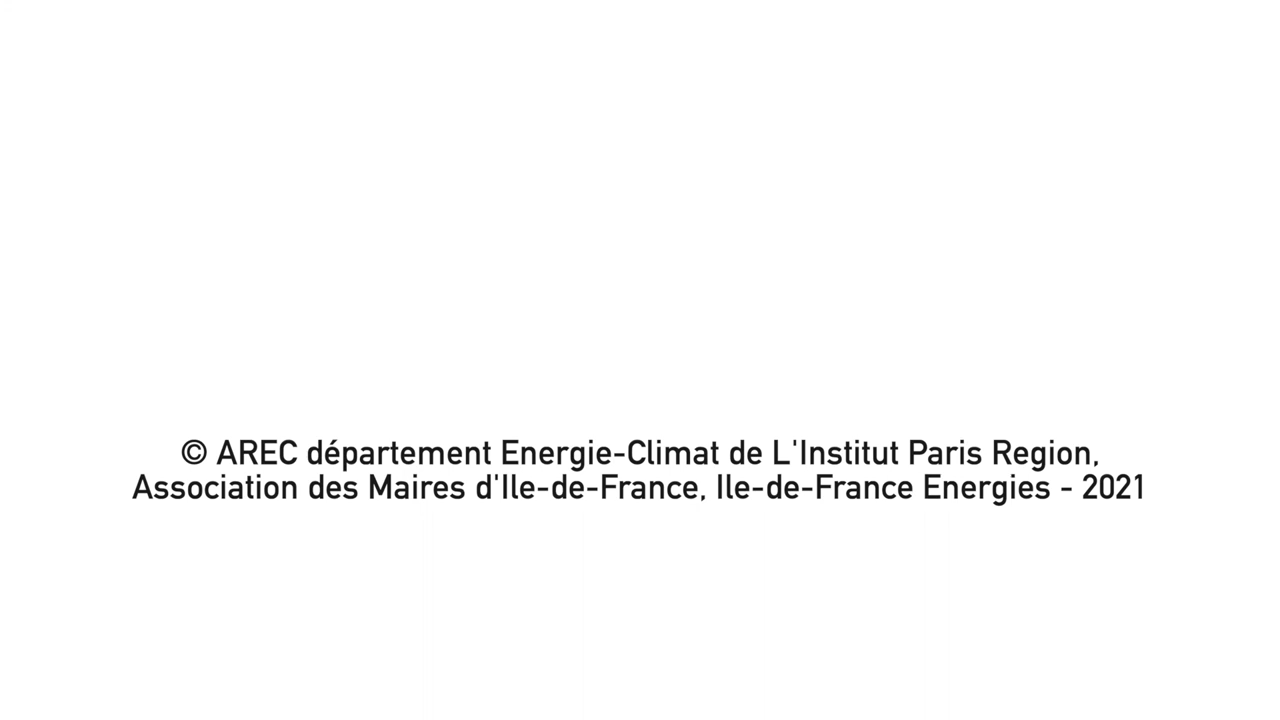 © AREC département Energie-Climat de L'Institut Paris Region,
Association des Maires d'Ile-de-France, Ile-de-France Energies - 2021